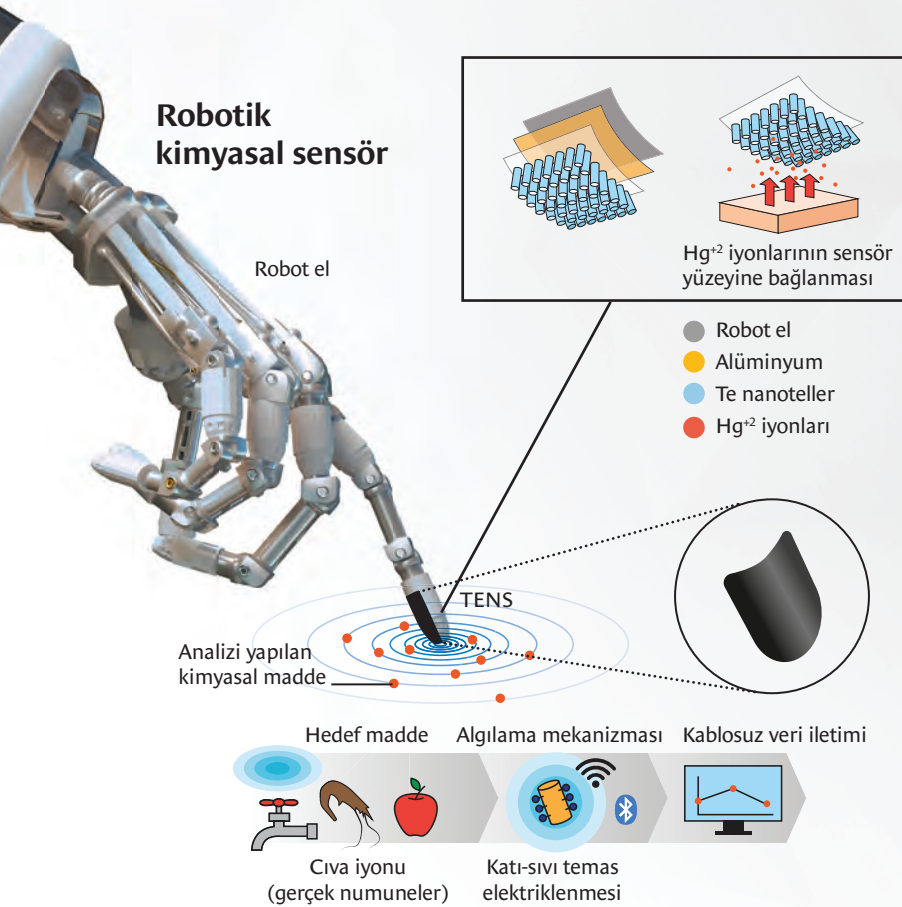 Robotik
kimyasal sensör
Robot el
Hg⁺² iyonlarının sensör
yüzeyine bağlanması
Robot el
Alüminyum
Te nanoteller
Hg⁺² iyonları
TENS
Analizi yapılan
kimyasal madde
Hedef madde
Algılama mekanizması
Kablosuz veri iletimi
Cıva iyonu
(gerçek numuneler)
Katı-sıvı temas
elektriklenmesi